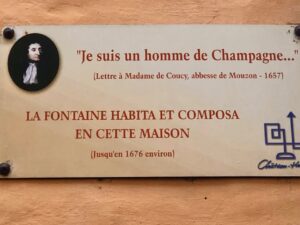 "Je suis un homme de Champagne..."
(Lettre à Madame de Coucy, abbesse de Mouzon - 1657)
LA FONTAINE HABITA ET COMPOSA
EN CETTE MAISON
(Jusqu'en 1676 environ)